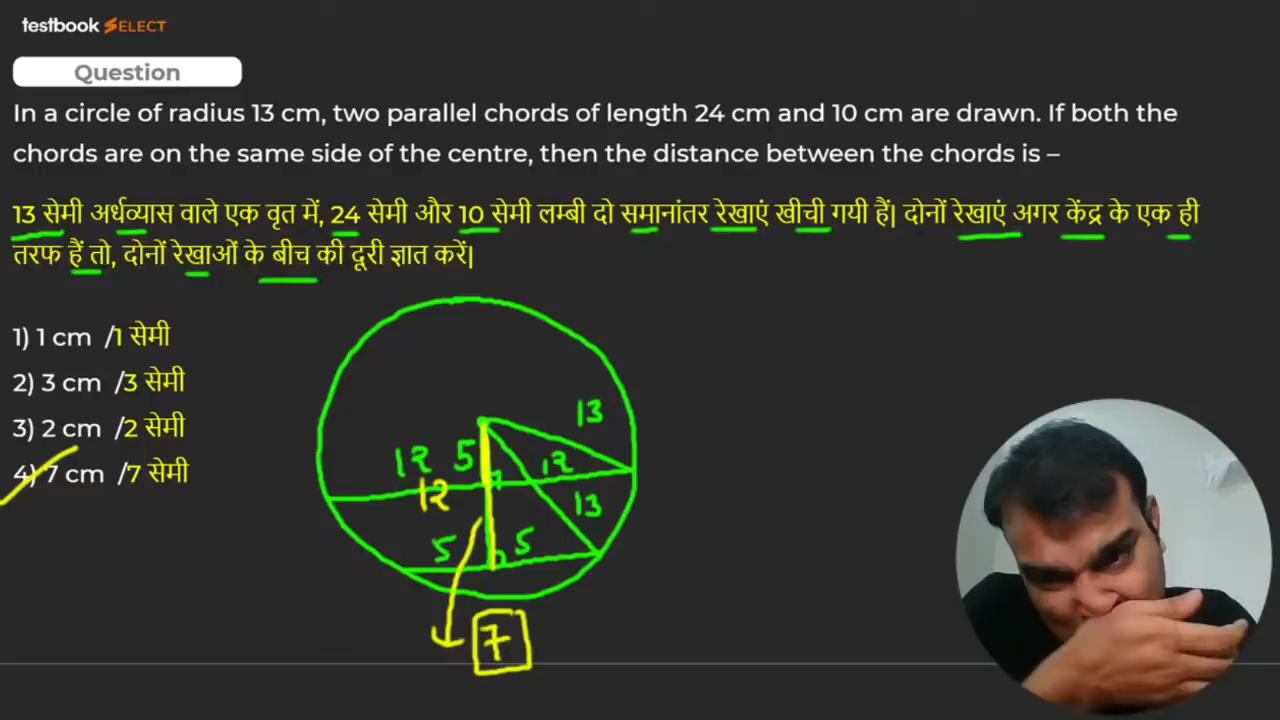 testbook SELECT
Question
In a circle of radius 13 cm, two parallel chords of length 24 cm and 10 cm are drawn. If both the
chords are on the same side of the centre, then the distance between the chords is –
13 सेमी अर्धव्यास वाले एक वृत में, 24 सेमी और 10 सेमी लम्बी दो समानांतर रेखाएं खीची गयी हैं| दोनों रेखाएं अगर केंद्र के एक ही
तरफ हैं तो, दोनों रेखाओं के बीच की दूरी ज्ञात करें|
1) 1 cm /1 सेमी
2) 3 cm /3 सेमी
3) 2 cm /2 सेमी
4) 7 cm /7 सेमी
13
12 5 12
12 13
5 5
7